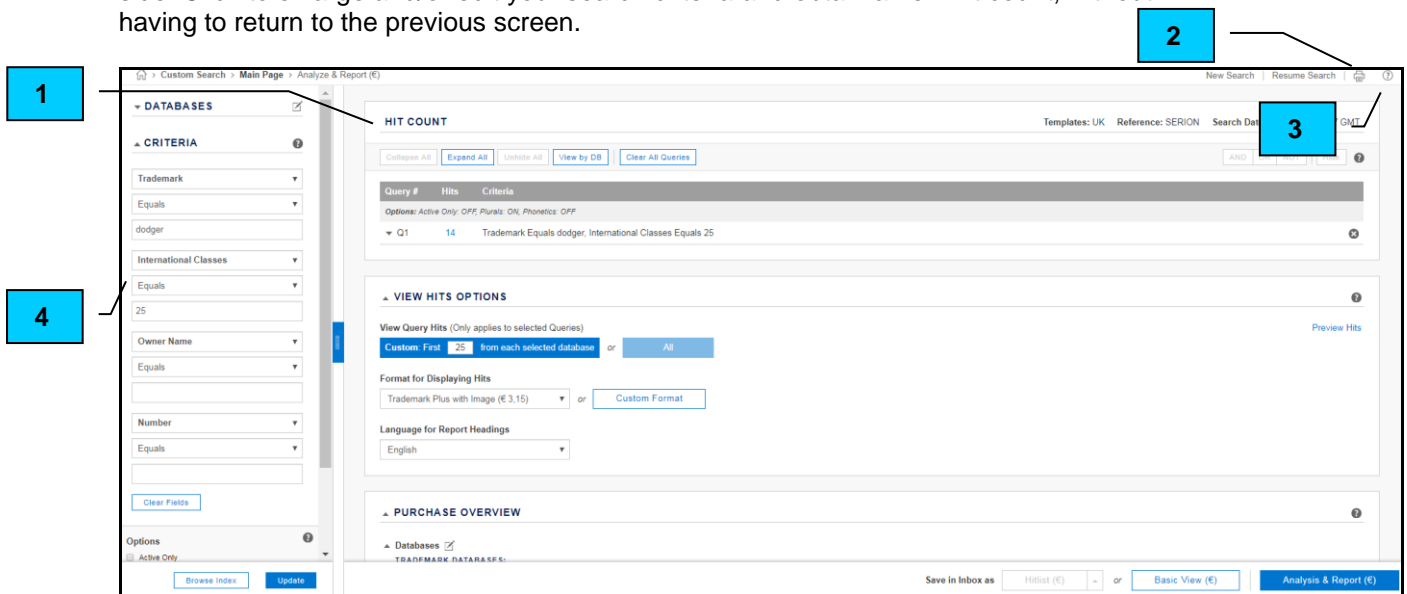 having to return to the previous screen.
2
1
3
4
Custom Search > Main Page > Analyze & Report (€)
New Search | Resume Search
DATABASES
CRITERIA
Trademark
Equals
dodger
International Classes
Equals
25
Owner Name
Equals
Number
Equals
Clear Fields
Options
Active Only
Browse Index Update
HIT COUNT Templates: UK Reference: SERION Search Dat GMT
Collapse All Expand All Unhide All View by DB Clear All Queries AND
Query # Hits Criteria
Options: Active Only: OFF, Plurals: ON, Phonetics: OFF
Q1 14 Trademark Equals dodger, International Classes Equals 25
VIEW HITS OPTIONS
View Query Hits (Only applies to selected Queries) Preview Hits
Custom: First 25 from each selected database or All
Format for Displaying Hits
Trademark Plus with Image (€ 3,15) or Custom Format
Language for Report Headings
English
PURCHASE OVERVIEW
Databases
TRADEMARK DATABASES:
Save in Inbox as Hitlist (€) or Basic View (€) Analysis & Report (€)